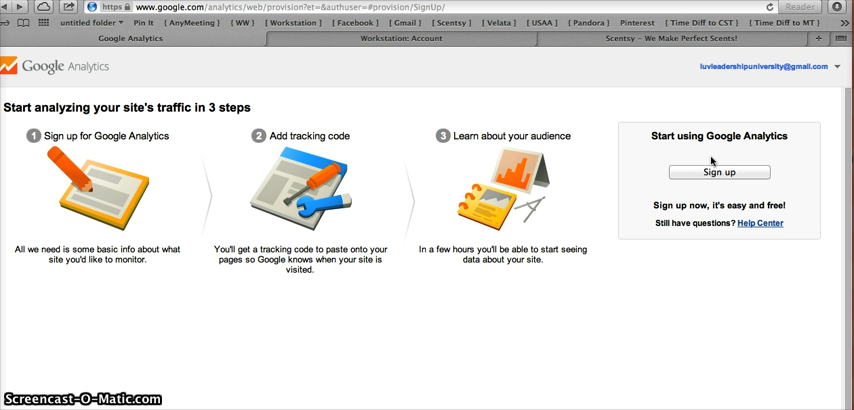 https www.google.com/analytics/web/provision?et=&authuser=#provision/SignUp/
Reader
untitled folder Pin It [ AnyMeeting ] [ WW ] [ Workstation ] [ Facebook ] [ Gmail ] [ Scentsy ] [ Velata ] [ USAA ] [ Pandora ] Pinterest [ Time Diff to CST ] [ Time Diff to MT ]
Google Analytics Workstation: Account Scentsy – We Make Perfect Scents!
Google Analytics
luvleadershipuniversity@gmail.com
Start analyzing your site's traffic in 3 steps
1 Sign up for Google Analytics
All we need is some basic info about what
site you'd like to monitor.
2 Add tracking code
You'll get a tracking code to paste onto your
pages so Google knows when your site is
visited.
3 Learn about your audience
In a few hours you'll be able to start seeing
data about your site.
Start using Google Analytics
Sign up
Sign up now, it's easy and free!
Still have questions? Help Center
Screencast-O-Matic.com